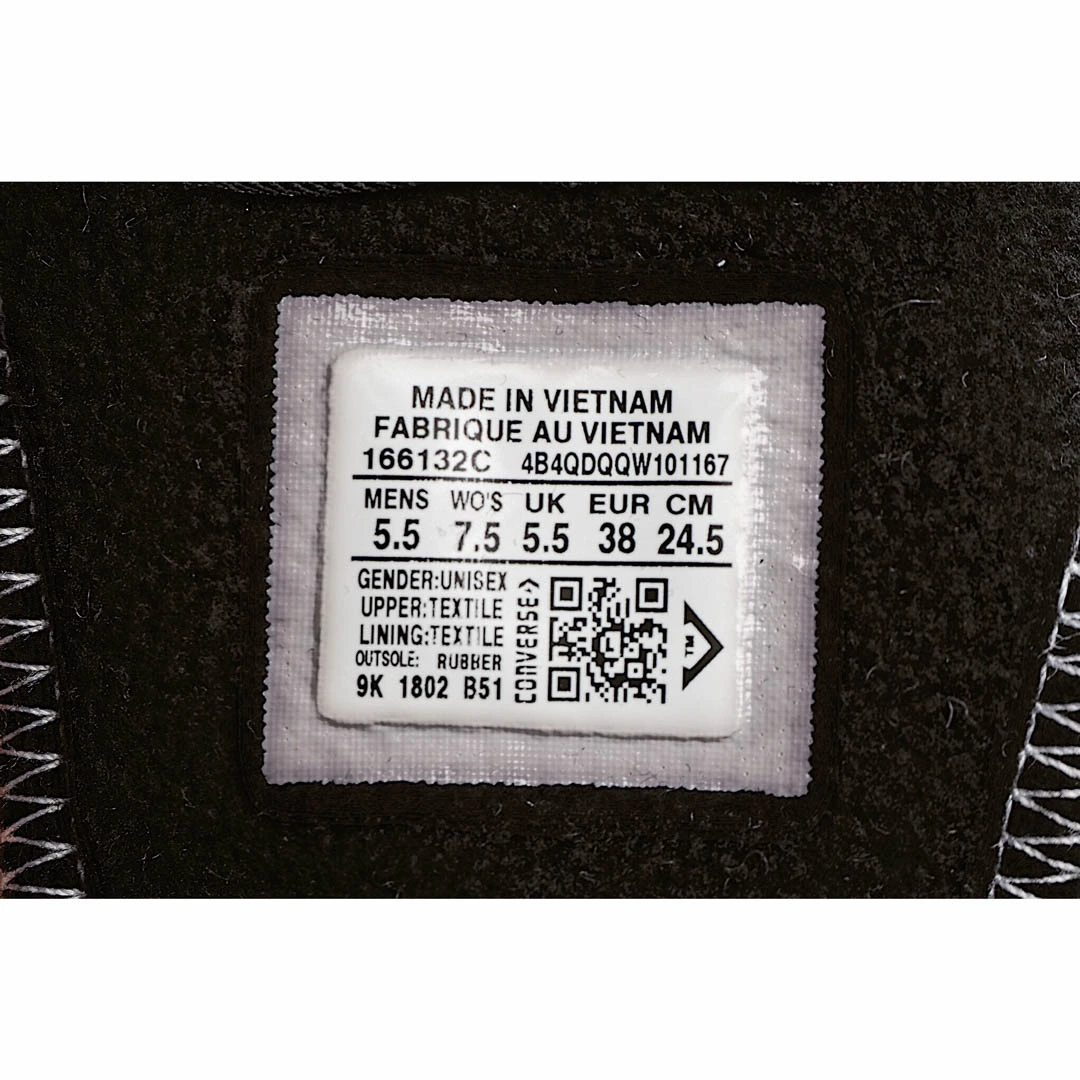 MADE IN VIETNAM
FABRIQUE AU VIETNAM
166132C 4B4QDQQW101167
MENS WO'S UK EUR CM
5.5 7.5 5.5 38 24.5
GENDER:UNISEX
UPPER:TEXTILE
LINING:TEXTILE
OUTSOLE: RUBBER
9K 1802 B51
CONVERSE
TM